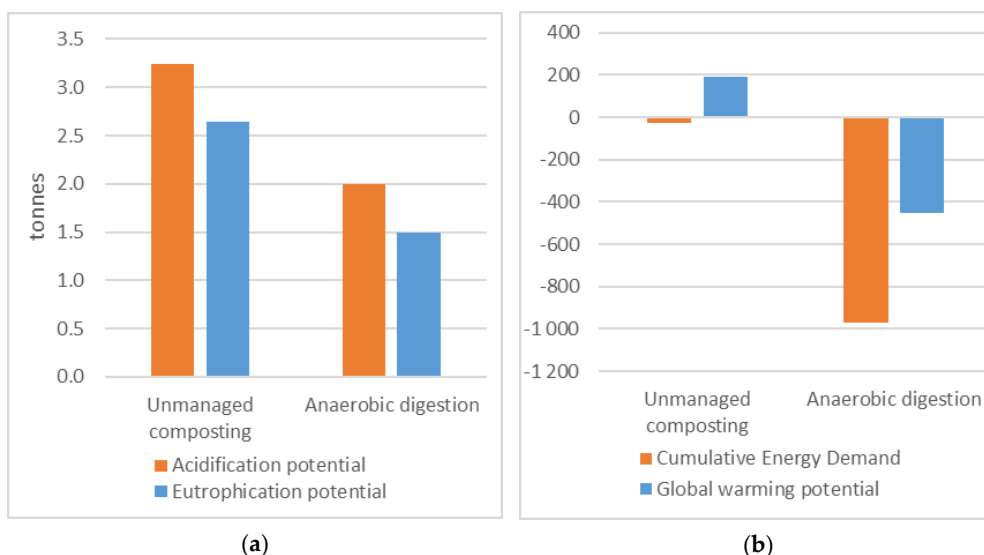 3.5
3.0
2.5
2.0
1.5
1.0
0.5
0.0
tonnes
Unmanaged
composting
Anaerobic digestion
Acidification potential
Eutrophication potential
(a)
400
200
0
-200
-400
-600
-800
-1 000
-1 200
Unmanaged
composting
Anaerobic digestion
Cumulative Energy Demand
Global warming potential
(b)